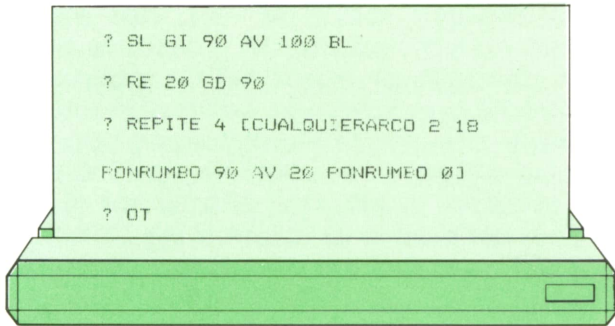 ? SL GI 90 AV 100 BL
? RE 20 GD 90
? REPITE 4 [CUALQUIERARCO 2 18
PONRUMBO 90 AV 20 PONRUMBO 0]
? OT